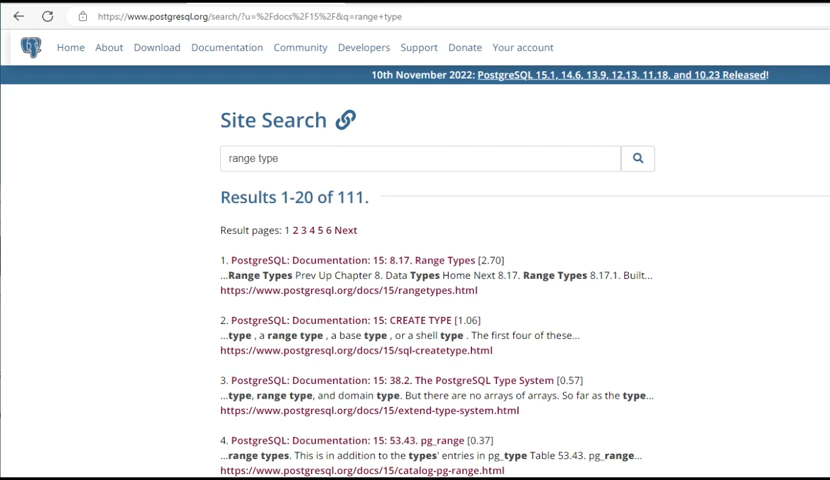 https://www.postgresql.org/search/?u=%2Fdocs%2F15%2F&q=range+type
Home About Download Documentation Community Developers Support Donate Your account
10th November 2022: PostgreSQL 15.1, 14.6, 13.9, 12.13, 11.18, and 10.23 Released!
Site Search
range type
Results 1-20 of 111.
Result pages: 1 2 3 4 5 6 Next
1. PostgreSQL: Documentation: 15: 8.17. Range Types [2.70]
...Range Types Prev Up Chapter 8. Data Types Home Next 8.17. Range Types 8.17.1. Built...
https://www.postgresql.org/docs/15/rangetypes.html
2. PostgreSQL: Documentation: 15: CREATE TYPE [1.06]
...type , a range type , a base type , or a shell type . The first four of these...
https://www.postgresql.org/docs/15/sql-createtype.html
3. PostgreSQL: Documentation: 15: 38.2. The PostgreSQL Type System [0.57]
...type, range type, and domain type. But there are no arrays of arrays. So far as the type...
https://www.postgresql.org/docs/15/extend-type-system.html
4. PostgreSQL: Documentation: 15: 53.43. pg_range [0.37]
...range types. This is in addition to the types' entries in pg_type Table 53.43. pg_range...
https://www.postgresql.org/docs/15/catalog-pg-range.html